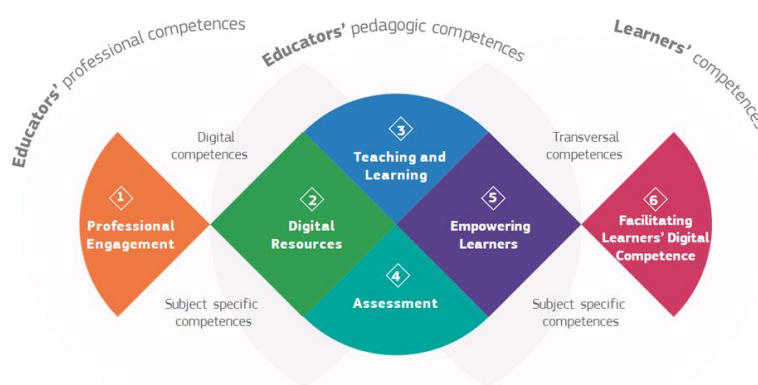 Educators' professional competences
Educators' pedagogic competences
Learners' competences
Digital
competences
Transversal
competences
1
Professional
Engagement
2
Digital
Resources
3
Teaching and
Learning
4
Assessment
5
Empowering
Learners
6
Facilitating
Learners' Digital
Competence
Subject specific
competences
Subject specific
competences